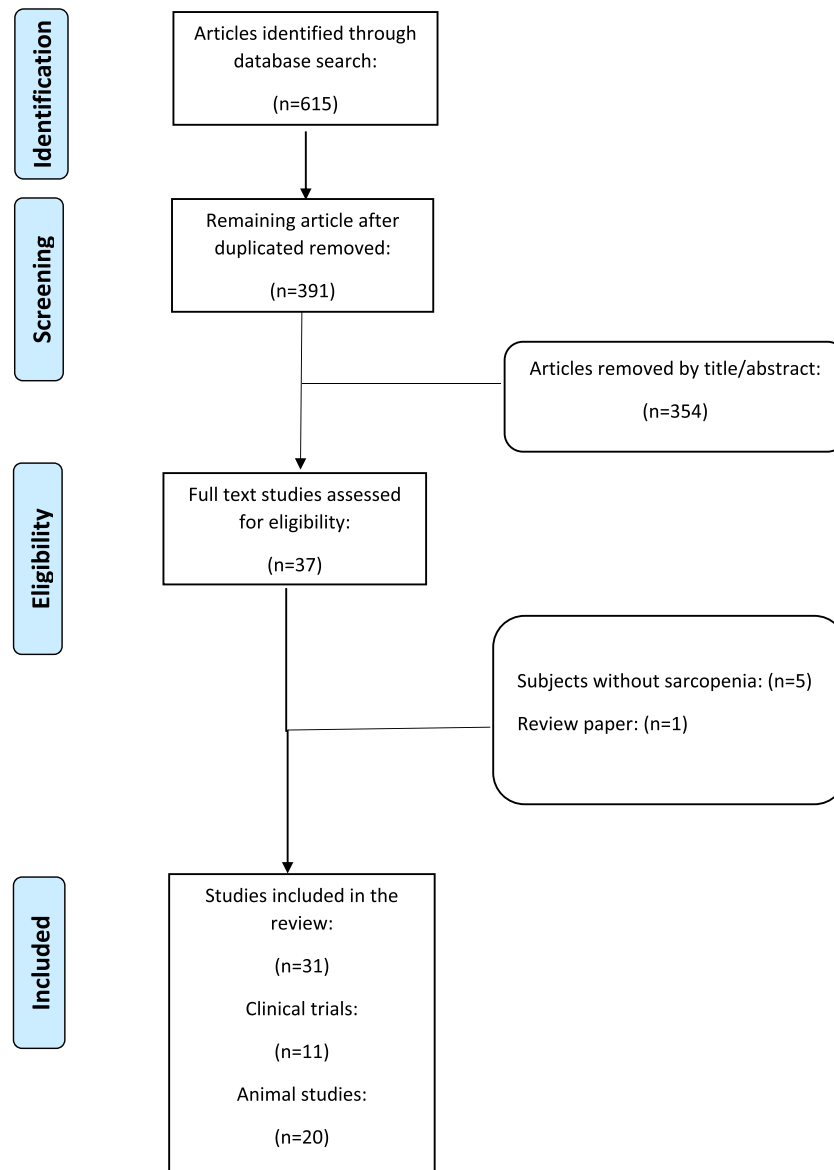 Identification
Articles identified through
database search:
(n=615)
Screening
Remaining article after
duplicated removed:
(n=391)
Articles removed by title/abstract:
(n=354)
Eligibility
Full text studies assessed
for eligibility:
(n=37)
Subjects without sarcopenia: (n=5)
Review paper: (n=1)
Included
Studies included in the
review:
(n=31)
Clinical trials:
(n=11)
Animal studies:
(n=20)